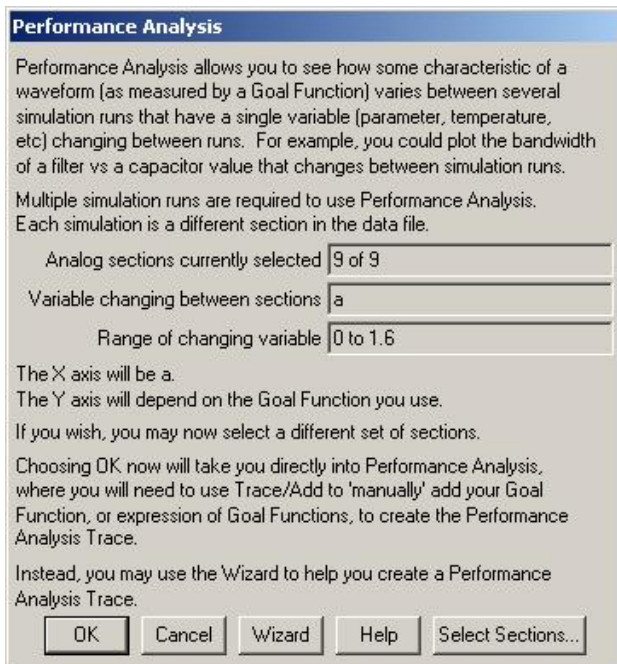 Performance Analysis
Performance Analysis allows you to see how some characteristic of a
waveform (as measured by a Goal Function) varies between several
simulation runs that have a single variable (parameter, temperature,
etc) changing between runs.  For example, you could plot the bandwidth
of a filter vs a capacitor value that changes between simulation runs.
Multiple simulation runs are required to use Performance Analysis.
Each simulation is a different section in the data file.
Analog sections currently selected 9 of 9
Variable changing between sections a
Range of changing variable 0 to 1.6
The X axis will be a.
The Y axis will depend on the Goal Function you use.
If you wish, you may now select a different set of sections.
Choosing OK now will take you directly into Performance Analysis,
where you will need to use Trace/Add to 'manually' add your Goal
Function, or expression of Goal Functions, to create the Performance
Analysis Trace.
Instead, you may use the Wizard to help you create a Performance
Analysis Trace.
OK Cancel Wizard Help Select Sections...